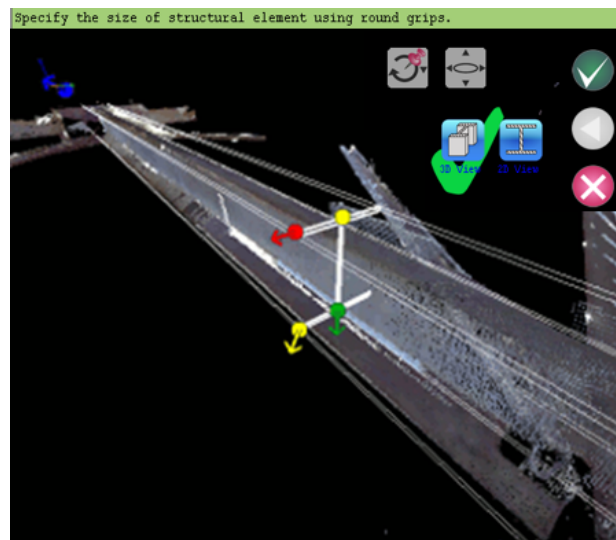 Specify the size of structural element using round grips.
3D View
2D View